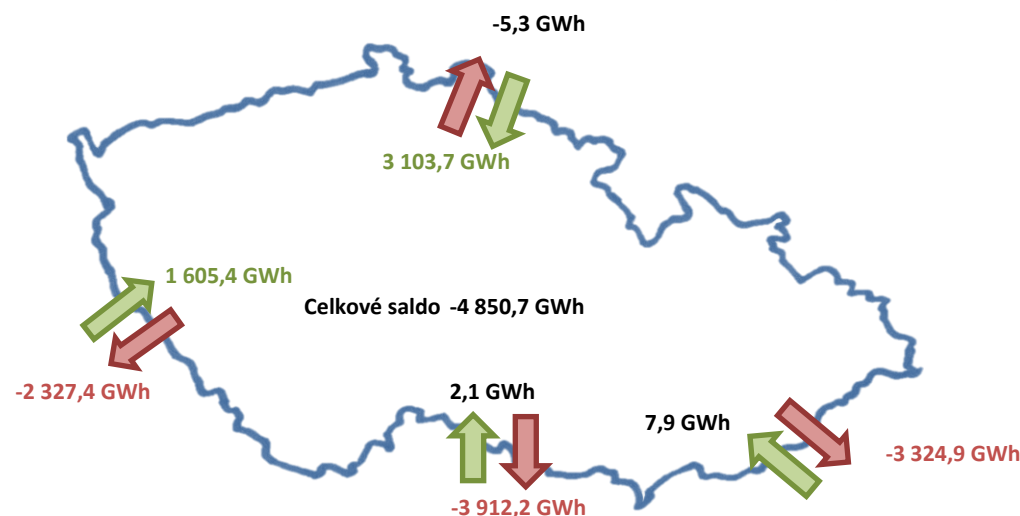 -5,3 GWh
3 103,7 GWh
1 605,4 GWh
Celkové saldo -4 850,7 GWh
-2 327,4 GWh
2,1 GWh
7,9 GWh
-3 324,9 GWh
-3 912,2 GWh